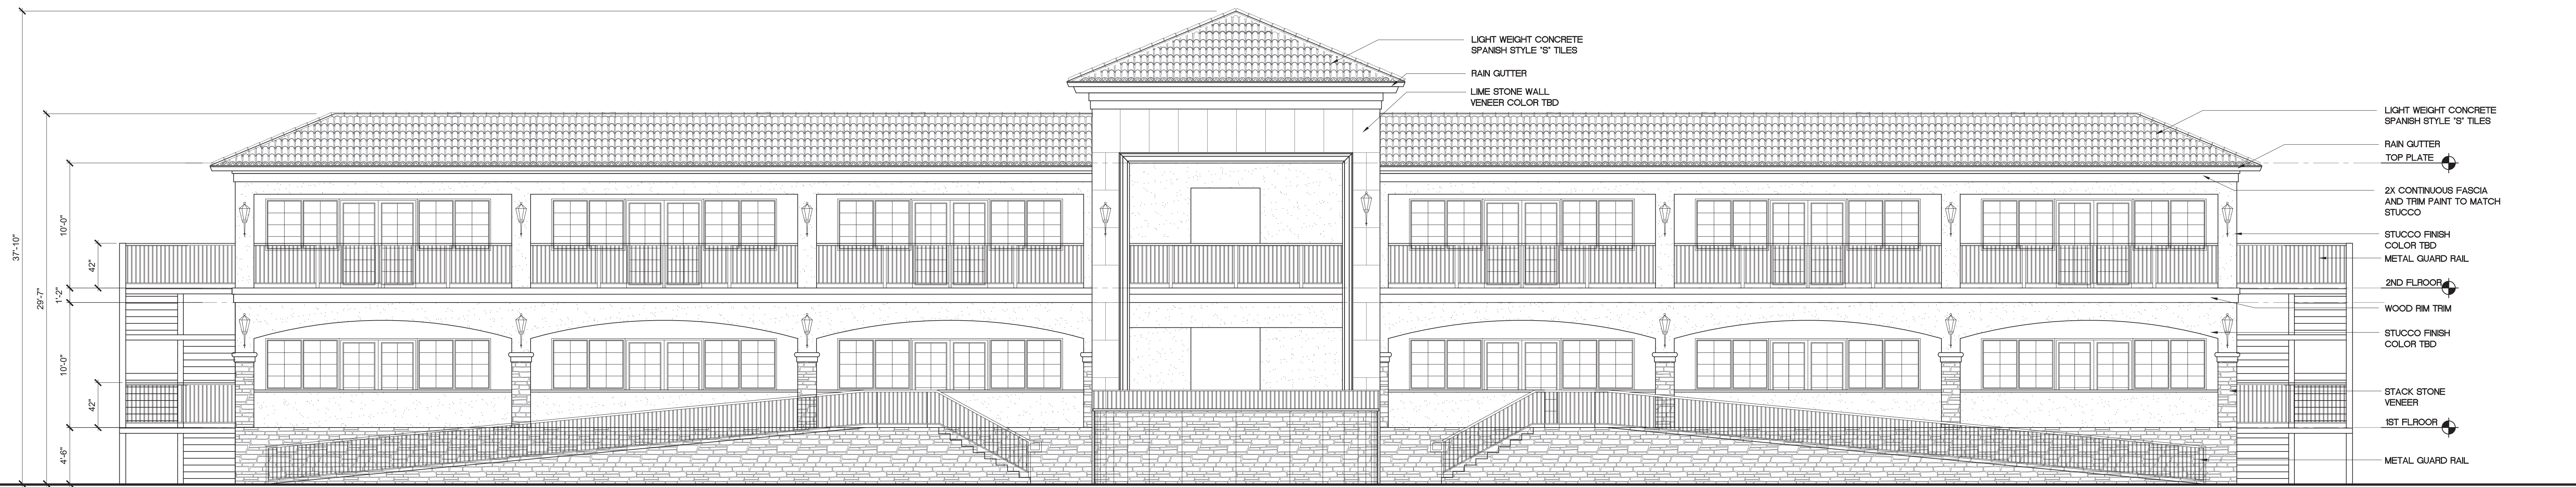 LIGHT WEIGHT CONCRETE
SPANISH STYLE "S" TILES
RAIN GUTTER
LIME STONE WALL
VENEER COLOR TBD
LIGHT WEIGHT CONCRETE
SPANISH STYLE "S" TILES
RAIN GUTTER
TOP PLATE
2X CONTINUOUS FASCIA
AND TRIM PAINT TO MATCH
STUCCO
STUCCO FINISH
COLOR TBD
METAL GUARD RAIL
2ND FLROOR
WOOD RIM TRIM
STUCCO FINISH
COLOR TBD
STACK STONE
VENEER
1ST FLROOR
METAL GUARD RAIL
37'-10"
29'-7"
10'-0"
42"
1'-2"
10'-0"
42"
4'-6"